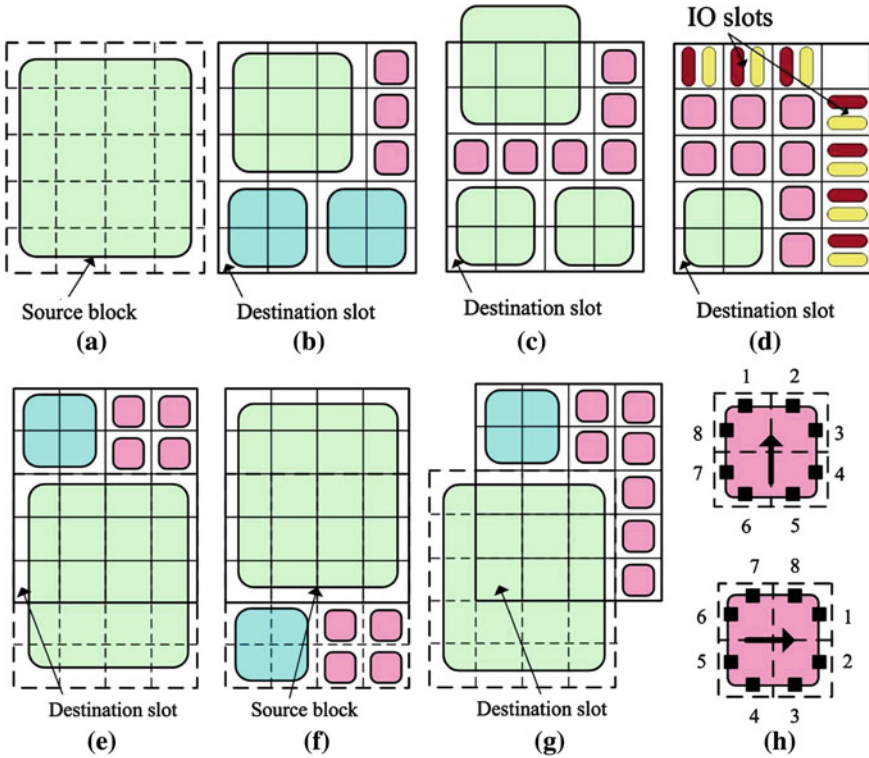 IO slots
Source block
Destination slot
Destination slot
Destination slot
(a)
(b)
(c)
(d)
1 2
8 3
7 4
6 5
7 8
6 1
5 2
4 3
Destination slot
Source block
Destination slot
(e)
(f)
(g)
(h)